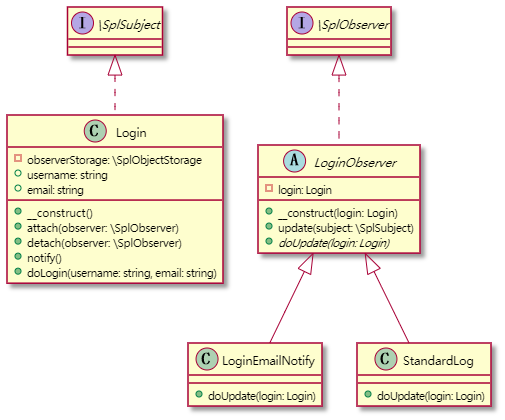 I \SplSubject
I \SplObserver
C Login
observerStorage: \SplObjectStorage
username: string
email: string
__construct()
attach(observer: \SplObserver)
detach(observer: \SplObserver)
notify()
doLogin(username: string, email: string)
A LoginObserver
login: Login
__construct(login: Login)
update(subject: \SplSubject)
doUpdate(login: Login)
C LoginEmailNotify
doUpdate(login: Login)
C StandardLog
doUpdate(login: Login)